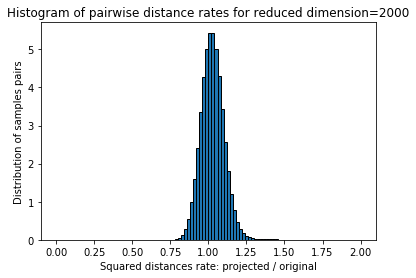 Histogram of pairwise distance rates for reduced dimension=2000
Distribution of samples pairs
5
4
3
2
1
0
0.00 0.25 0.50 0.75 1.00 1.25 1.50 1.75 2.00
Squared distances rate: projected / original